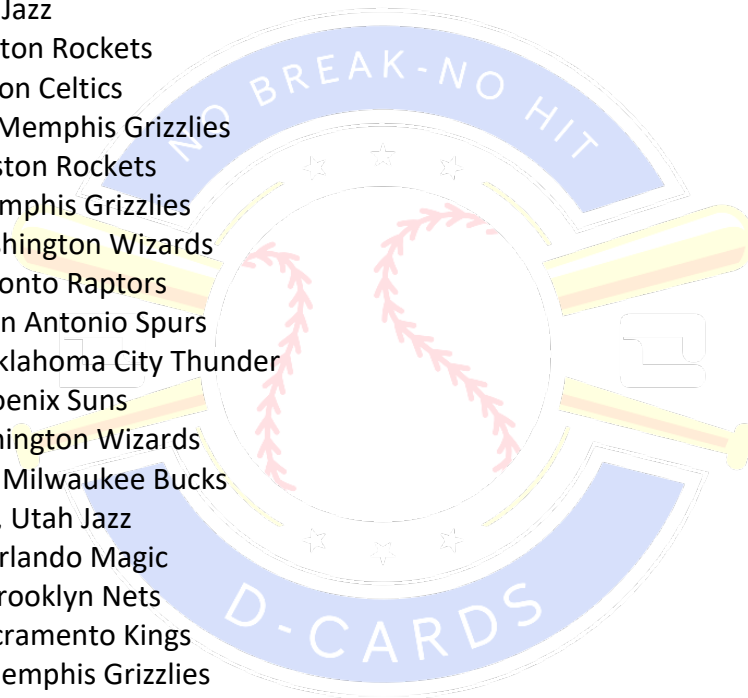 Jazz
ton Rockets
on Celtics
Memphis Grizzlies
ston Rockets
mphis Grizzlies
shington Wizards
onto Raptors
n Antonio Spurs
klahoma City Thunder
oenix Suns
hington Wizards
Milwaukee Bucks
, Utah Jazz
rlando Magic
rooklyn Nets
cramento Kings
emphis Grizzlies
NO BREAK-NO HIT
D-CARDS